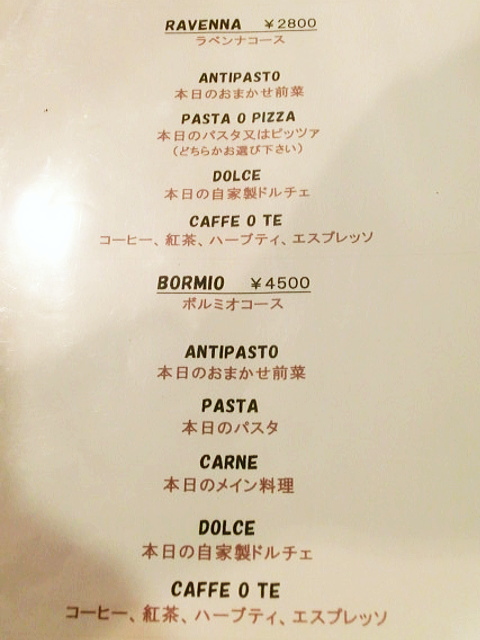 RAVENNA ¥2800
ラベンナコース
ANTIPASTO
本日のおまかせ前菜
PASTA O PIZZA
本日のパスタ又はピッツァ
(どちらかお選び下さい)
DOLCE
本日の自家製ドルチェ
CAFFE O TE
コーヒー、紅茶、ハーブティ、エスプレッソ
BORMIO ¥4500
ボルミオコース
ANTIPASTO
本日のおまかせ前菜
PASTA
本日のパスタ
CARNE
本日のメイン料理
DOLCE
本日の自家製ドルチェ
CAFFE O TE
コーヒー、紅茶、ハーブティ、エスプレッソ